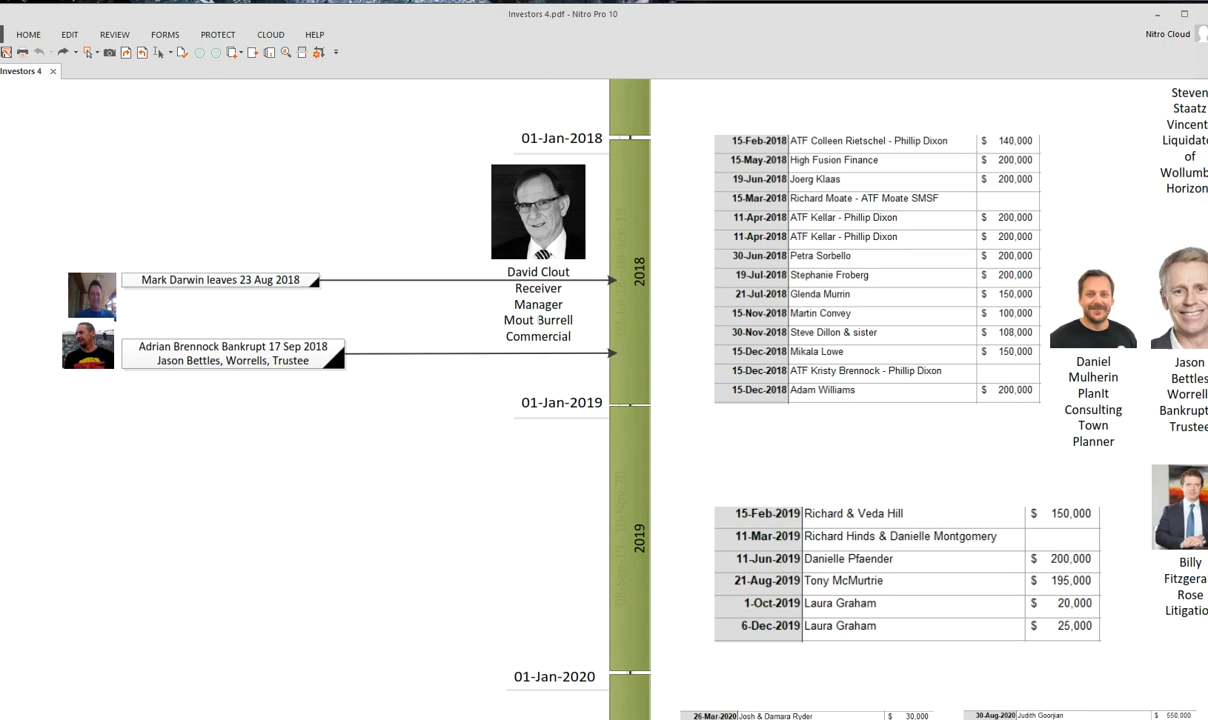 Investors 4.pdf - Nitro Pro 10
HOME EDIT REVIEW FORMS PROTECT CLOUD HELP
Nitro Cloud
Investors 4
01-Jan-2018
David Clout
Receiver
Manager
Mout Burrell
Commercial
Mark Darwin leaves 23 Aug 2018
Adrian Brennock Bankrupt 17 Sep 2018
Jason Bettles, Worrells, Trustee
2018
01-Jan-2019
2019
01-Jan-2020
15-Feb-2018 ATF Colleen Rietschel - Phillip Dixon $ 140,000
15-May-2018 High Fusion Finance $ 200,000
19-Jun-2018 Joerg Klaas $ 200,000
15-Mar-2018 Richard Moate - ATF Moate SMSF
11-Apr-2018 ATF Kellar - Phillip Dixon $ 200,000
11-Apr-2018 ATF Kellar - Phillip Dixon $ 200,000
30-Jun-2018 Petra Sorbello $ 200,000
19-Jul-2018 Stephanie Froberg $ 200,000
21-Jul-2018 Glenda Murrin $ 150,000
15-Nov-2018 Martin Convey $ 100,000
30-Nov-2018 Steve Dillon & sister $ 108,000
15-Dec-2018 Mikala Lowe $ 150,000
15-Dec-2018 ATF Kristy Brennock - Phillip Dixon
15-Dec-2018 Adam Williams $ 200,000
15-Feb-2019 Richard & Veda Hill $ 150,000
11-Mar-2019 Richard Hinds & Danielle Montgomery
11-Jun-2019 Danielle Pfaender $ 200,000
21-Aug-2019 Tony McMurtrie $ 195,000
1-Oct-2019 Laura Graham $ 20,000
6-Dec-2019 Laura Graham $ 25,000
26-Mar-2020 Josh & Damara Ryder $ 30,000
30-Aug-2020 Judith Goorjian $ 550,000
Steven
Staatz
Vincent
Liquidato
of
Wollumb
Horizon
Daniel
Mulherin
PlanIt
Consulting
Town
Planner
Jason
Bettles
Worrell
Bankrupt
Trustee
Billy
Fitzgera
Rose
Litigatio